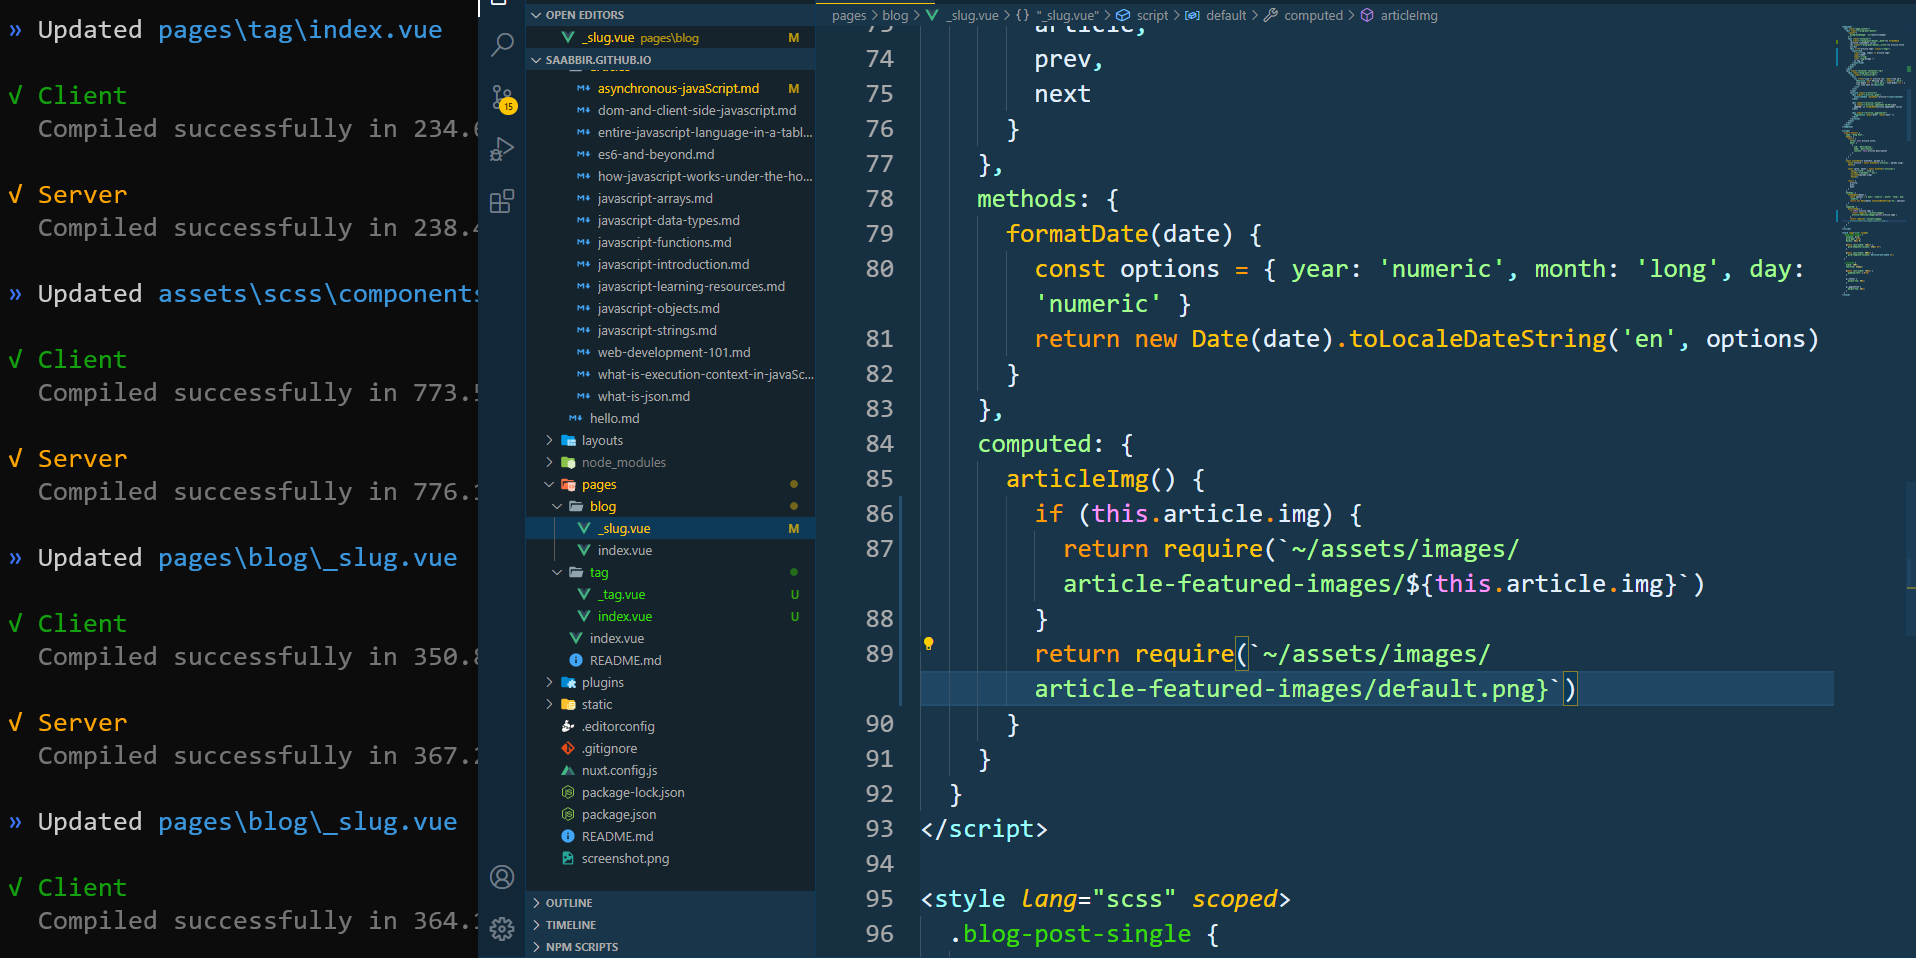 » Updated pages\tag\index.vue
√ Client
Compiled successfully in 234.
√ Server
Compiled successfully in 238.
» Updated assets\scss\components
√ Client
Compiled successfully in 773.
√ Server
Compiled successfully in 776.
» Updated pages\blog\_slug.vue
√ Client
Compiled successfully in 350.
√ Server
Compiled successfully in 367.
» Updated pages\blog\_slug.vue
√ Client
Compiled successfully in 364.
15
OPEN EDITORS
_slug.vue pages\blog M
SAABBIR.GITHUB.IO
asynchronous-javaScript.md M
dom-and-client-side-javascript.md
entire-javascript-language-in-a-tabl...
es6-and-beyond.md
how-javascript-works-under-the-ho...
javascript-arrays.md
javascript-data-types.md
javascript-functions.md
javascript-introduction.md
javascript-learning-resources.md
javascript-objects.md
javascript-strings.md
web-development-101.md
what-is-execution-context-in-javaSc...
what-is-json.md
hello.md
layouts
node_modules
pages
blog
_slug.vue M
index.vue
tag
_tag.vue U
index.vue U
index.vue
README.md
plugins
static
.editorconfig
.gitignore
nuxt.config.js
package-lock.json
package.json
README.md
screenshot.png
OUTLINE
TIMELINE
NPM SCRIPTS
pages > blog > _slug.vue > {} "_slug.vue" > script > default > computed > articleImg
73 article,
74 prev,
75 next
76 }
77 },
78 methods: {
79 formatDate(date) {
80 const options = { year: 'numeric', month: 'long', day:
'numeric' }
81 return new Date(date).toLocaleDateString('en', options)
82 }
83 },
84 computed: {
85 articleImg() {
86 if (this.article.img) {
87 return require(`~/assets/images/
article-featured-images/${this.article.img}`)
88 }
89 return require(`~/assets/images/
article-featured-images/default.png}`)
90 }
91 }
92 }
93 </script>
94
95 <style lang="scss" scoped>
96 .blog-post-single {